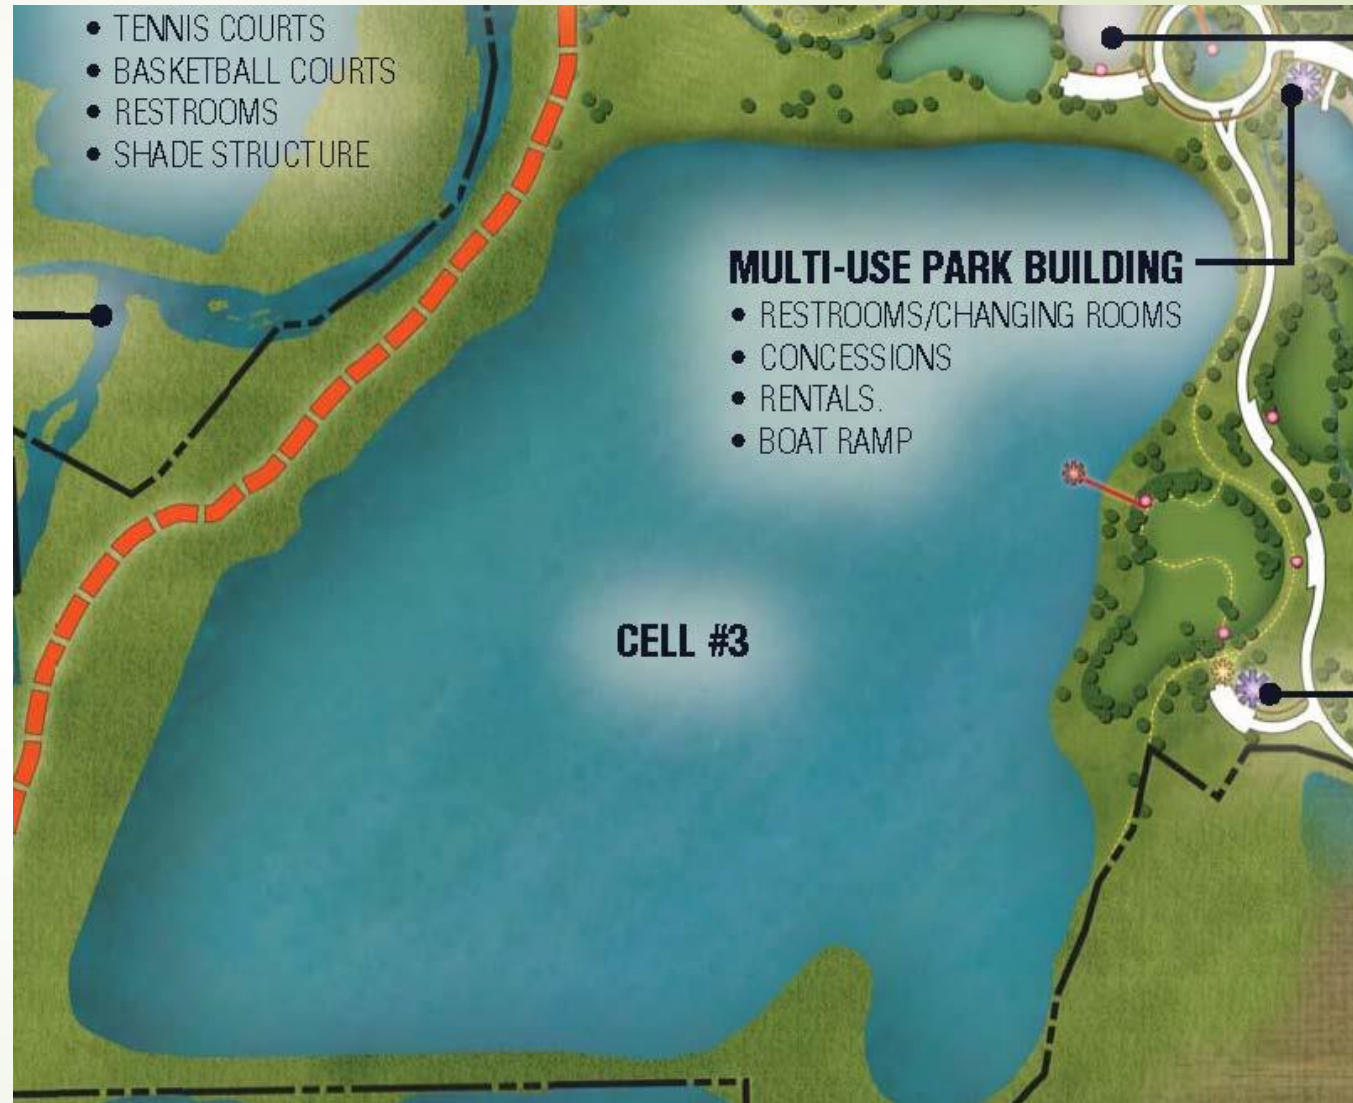 • TENNIS COURTS
• BASKETBALL COURTS
• RESTROOMS
• SHADE STRUCTURE
MULTI-USE PARK BUILDING
• RESTROOMS/CHANGING ROOMS
• CONCESSIONS
• RENTALS.
• BOAT RAMP
CELL #3